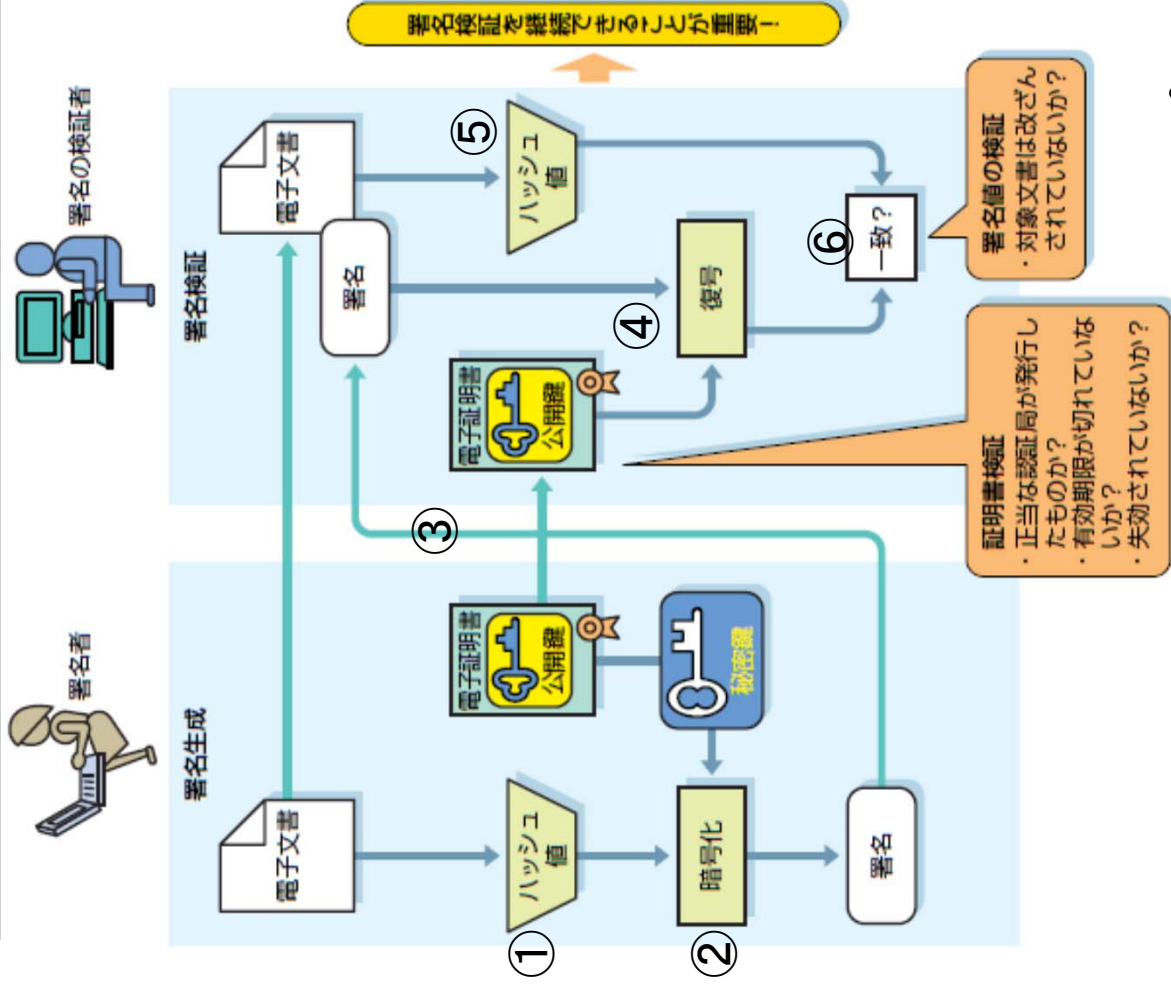 署名者
署名生成
電子文書
①
ハッシュ
値
②
暗号化
署名
電子証明書
公開鍵
秘密鍵
③
署名の検証者
署名検証
電子文書
署名
電子証明書
公開鍵
④
復号
⑤
ハッシュ
値
⑥
一致？
証明書検証
・正当な認証局が発行し
たものか？
・有効期限が切れていな
いか？
・失効されていないか？
署名値の検証
・対象文書は改ざん
されていないか？
署名検証を継続できることが重要！